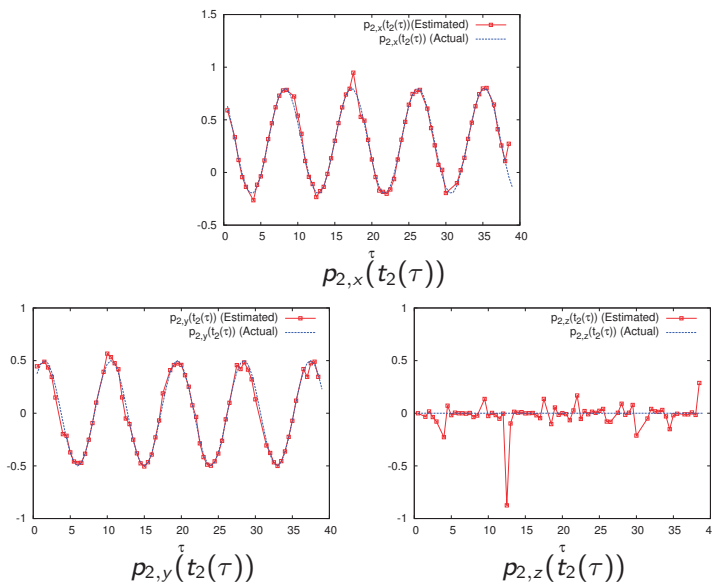 p2,x(t2(τ))(Estimated)
p2,x(t2(τ)) (Actual)
1.5
1
0.5
0
-0.5
0 5 10 15 20 25 30 35 40
τ
p2,x(t2(τ))
p2,y(t2(τ)) (Estimated)
p2,y(t2(τ)) (Actual)
1
0.5
0
-0.5
-1
0 5 10 15 20 25 30 35 40
τ
p2,y(t2(τ))
p2,z(t2(τ)) (Estimated)
p2,z(t2(τ)) (Actual)
1
0.5
0
-0.5
-1
0 5 10 15 20 25 30 35 40
τ
p2,z(t2(τ))